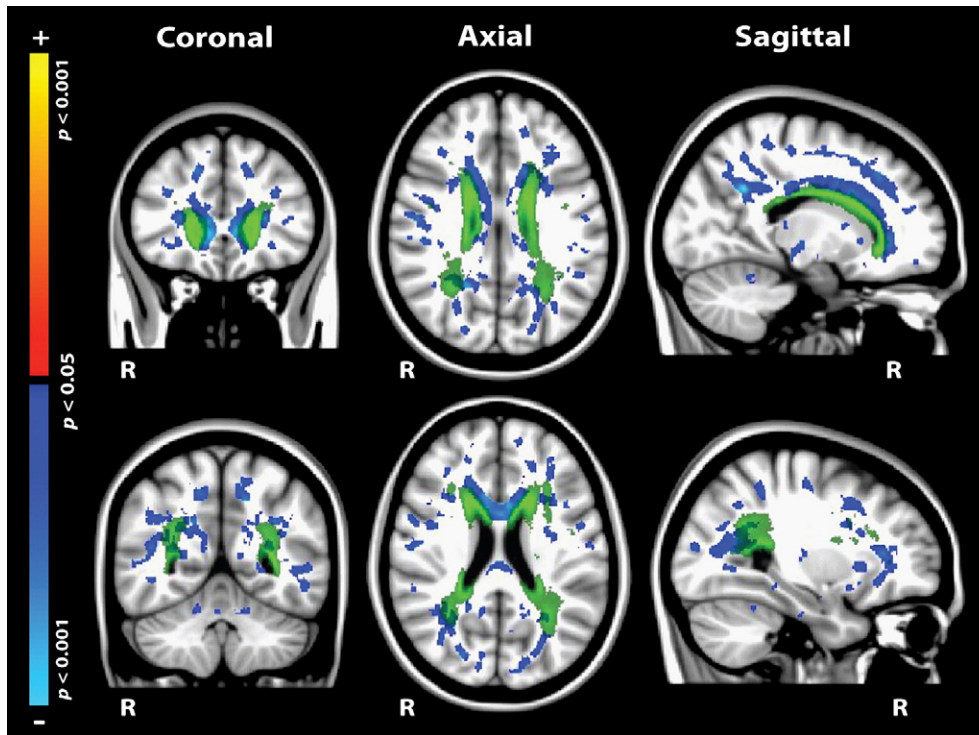 Coronal
Axial
Sagittal
+
p < 0.001
p < 0.05
p < 0.001
-
R
R
R
R
R
R